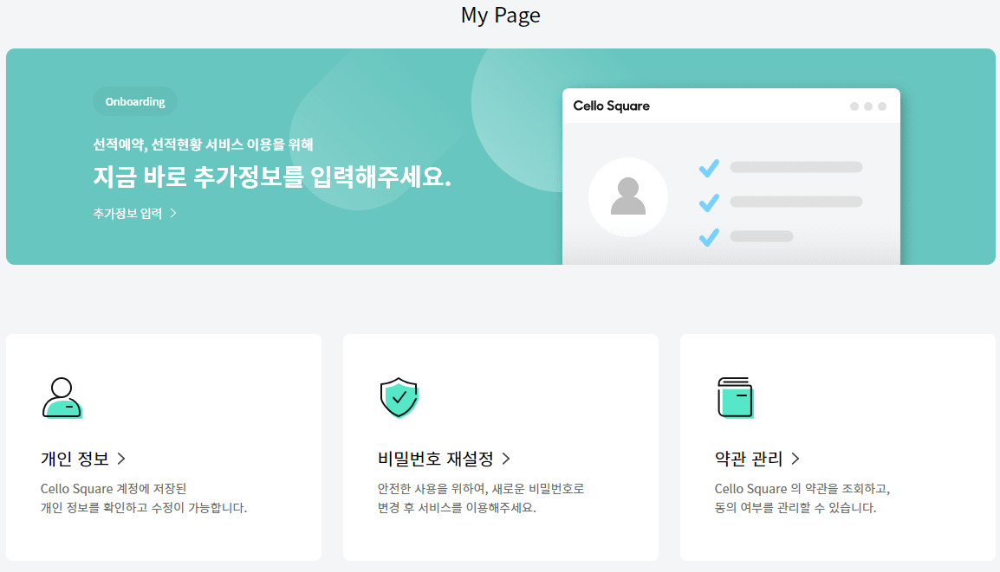 My Page
Onboarding
선적예약, 선적현황 서비스 이용을 위해
지금 바로 추가정보를 입력해주세요.
추가정보 입력
Cello Square
개인 정보
Cello Square 계정에 저장된
개인 정보를 확인하고 수정이 가능합니다.
비밀번호 재설정
안전한 사용을 위하여, 새로운 비밀번호로
변경 후 서비스를 이용해주세요.
약관 관리
Cello Square 의 약관을 조회하고,
동의 여부를 관리할 수 있습니다.